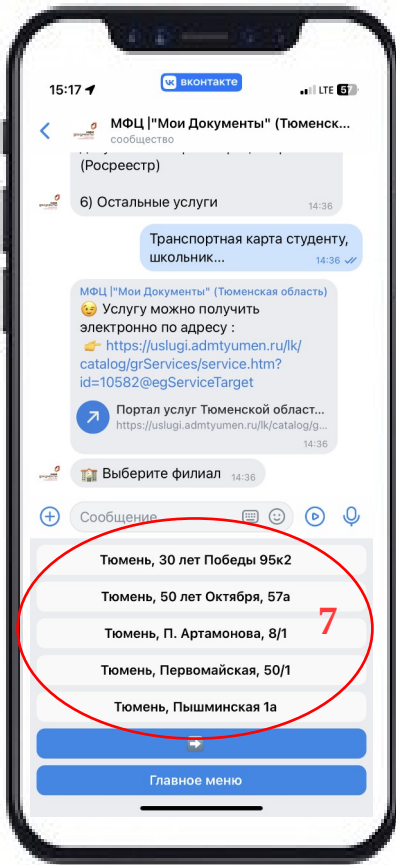 15:17
вконтакте
LTE 57
МФЦ |"Мои Документы" (Тюменск...
сообщество
(Росреестр)
6) Остальные услуги
14:36
Транспортная карта студенту,
школьник...
14:36
МФЦ |"Мои Документы" (Тюменская область)
😉 Услугу можно получить
электронно по адресу :
👉 https://uslugi.admtyumen.ru/lk/
catalog/grServices/service.htm?
id=10582@egServiceTarget
Портал услуг Тюменской област...
https://uslugi.admtyumen.ru/lk/catalog/g...
14:36
🏫 Выберите филиал 14:36
Сообщение
Тюмень, 30 лет Победы 95к2
Тюмень, 50 лет Октября, 57а
Тюмень, П. Артамонова, 8/1
7
Тюмень, Первомайская, 50/1
Тюмень, Пышминская 1а
➡
Главное меню